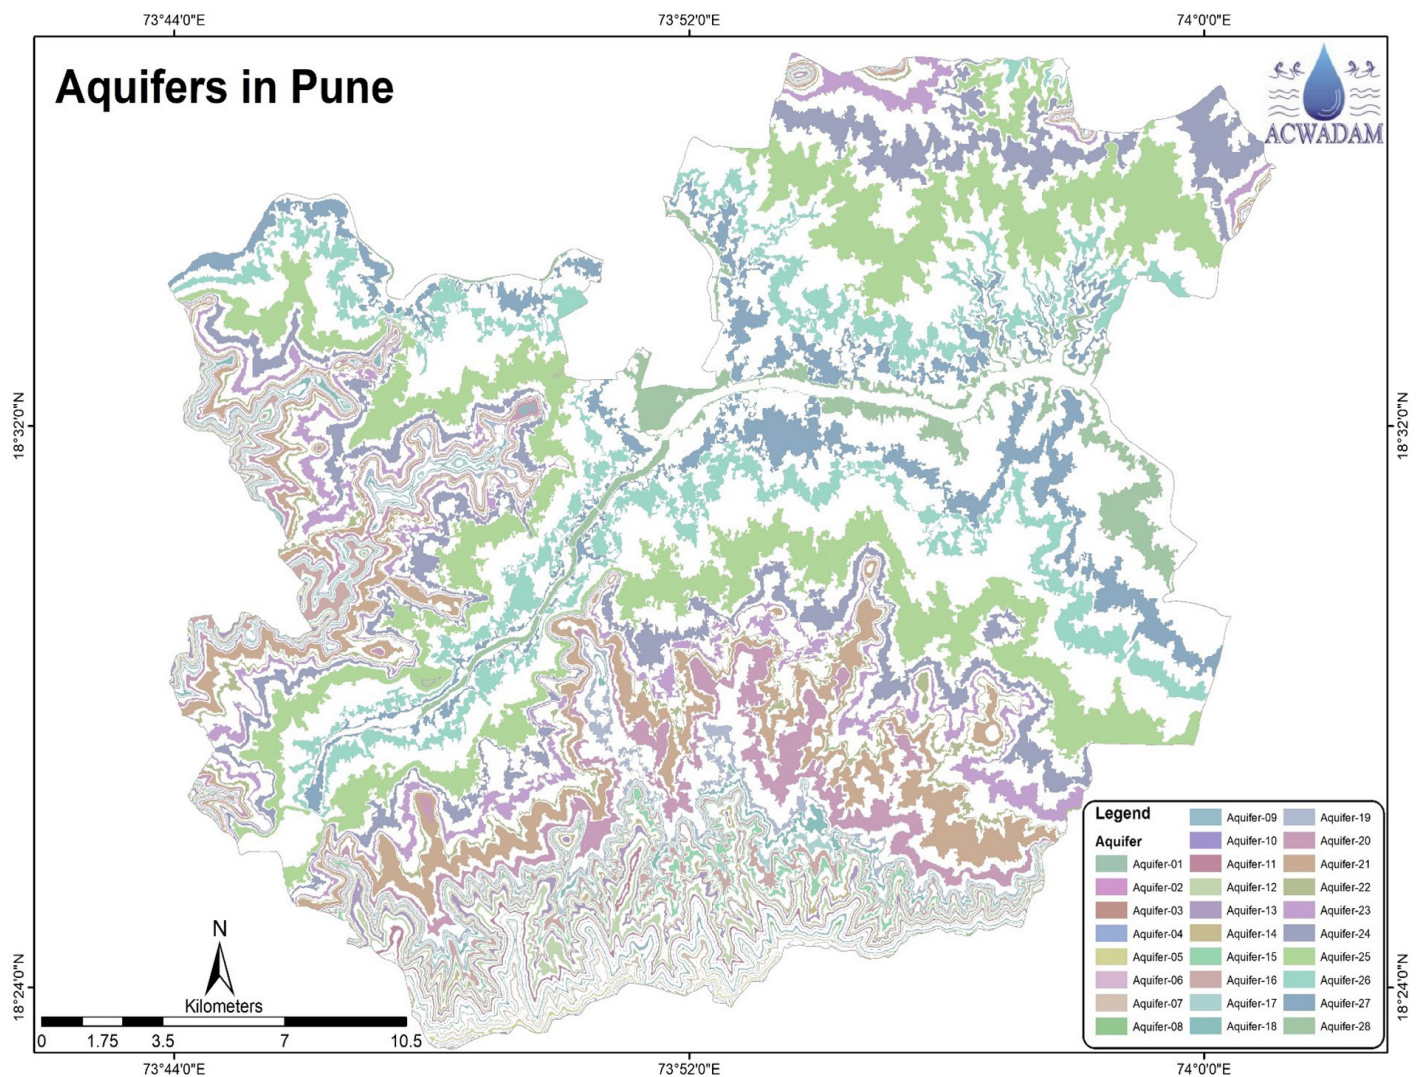 73°44'0"E
73°52'0"E
74°0'0"E
Aquifers in Pune
ACWADAM
18°32'0"N
18°32'0"N
18°24'0"N
18°24'0"N
N
Kilometers
0 1.75 3.5 7 10.5
Legend
Aquifer
Aquifer-01
Aquifer-02
Aquifer-03
Aquifer-04
Aquifer-05
Aquifer-06
Aquifer-07
Aquifer-08
Aquifer-09
Aquifer-10
Aquifer-11
Aquifer-12
Aquifer-13
Aquifer-14
Aquifer-15
Aquifer-16
Aquifer-17
Aquifer-18
Aquifer-19
Aquifer-20
Aquifer-21
Aquifer-22
Aquifer-23
Aquifer-24
Aquifer-25
Aquifer-26
Aquifer-27
Aquifer-28
73°44'0"E
73°52'0"E
74°0'0"E